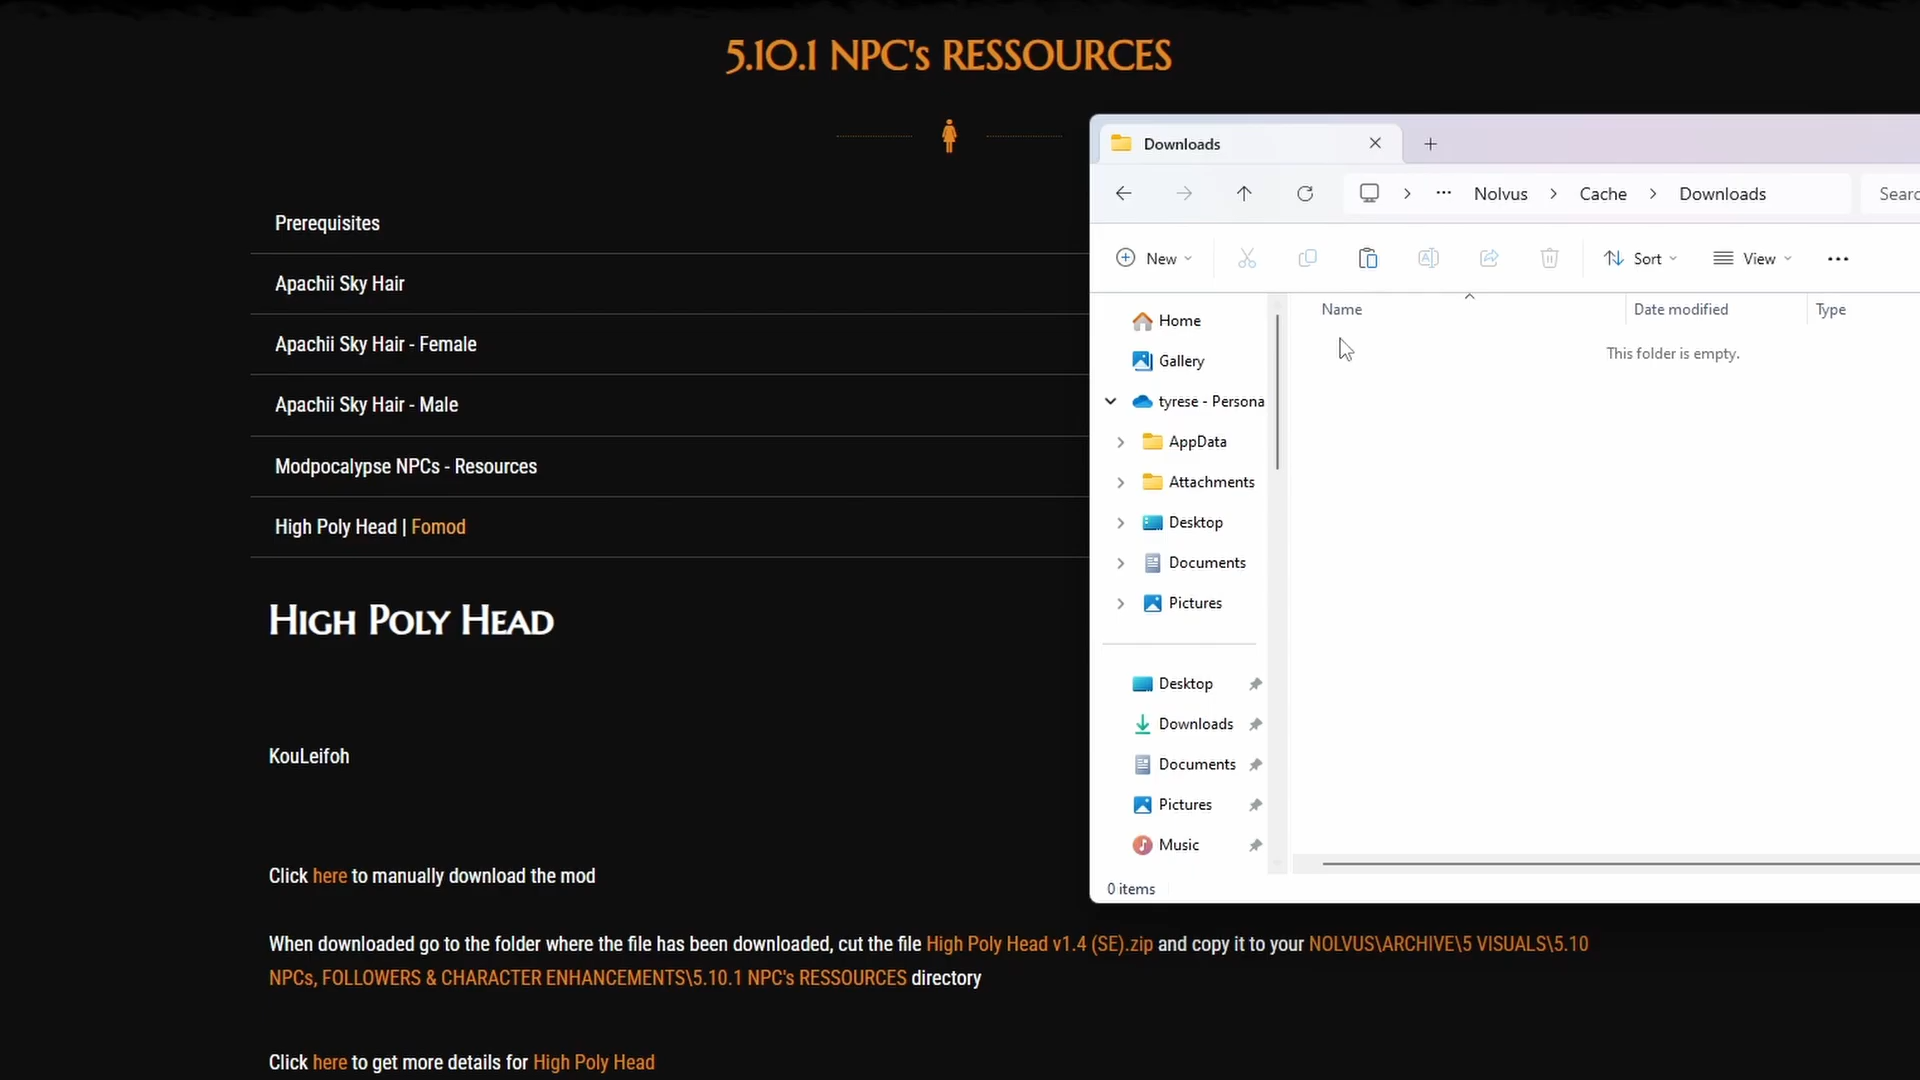 5.10.1 NPC's RESSOURCES
Prerequisites
Apachii Sky Hair
Apachii Sky Hair - Female
Apachii Sky Hair - Male
Modpocalypse NPCs - Resources
High Poly Head | Fomod
High Poly Head
KouLeifoh
Click here to manually download the mod
When downloaded go to the folder where the file has been downloaded, cut the file High Poly Head v1.4 (SE).zip and copy it to your NOLVUS\ARCHIVE\5 VISUALS\5.10
NPCs, FOLLOWERS & CHARACTER ENHANCEMENTS\5.10.1 NPC's RESSOURCES directory
Click here to get more details for High Poly Head
Downloads
Nolvus > Cache > Downloads
Searc
New
Sort
View
Name
Date modified
Type
This folder is empty.
Home
Gallery
tyrese - Persona
AppData
Attachments
Desktop
Documents
Pictures
Desktop
Downloads
Documents
Pictures
Music
0 items